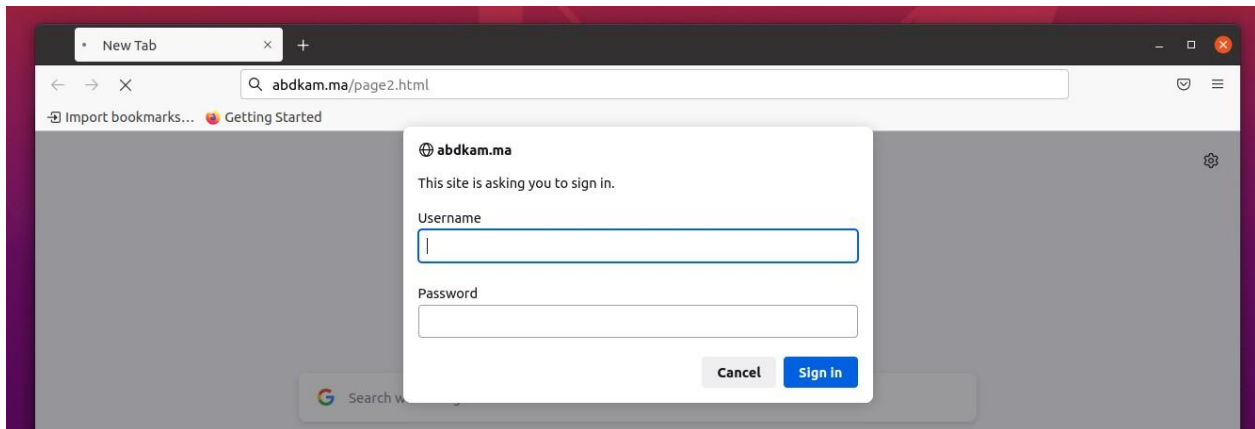 New Tab
abdkam.ma/page2.html
Import bookmarks... Getting Started
abdkam.ma
This site is asking you to sign in.
Username
Password
Cancel Sign in
Search w